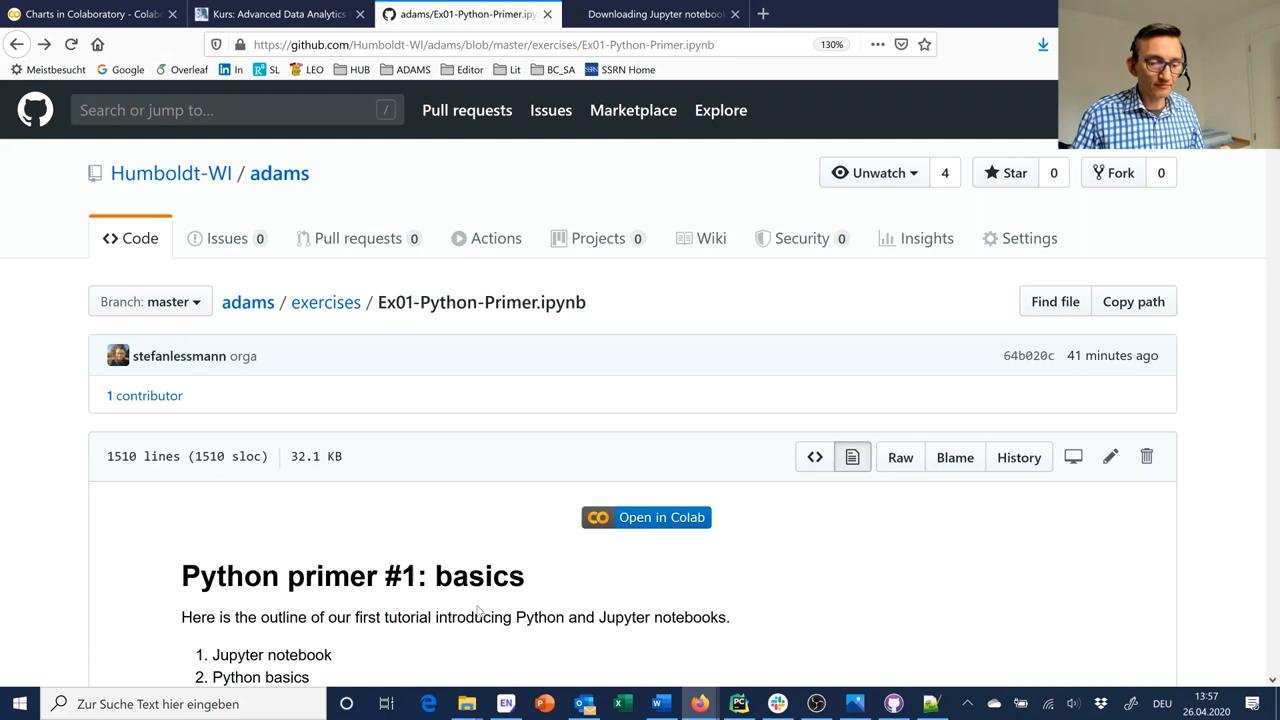 Charts in Colaboratory - Colab
Kurs: Advanced Data Analytics
adams/Ex01-Python-Primer.ipy
Downloading Jupyter notebook
https://github.com/Humboldt-WI/adams/blob/master/exercises/Ex01-Python-Primer.ipynb
130%
Meistbesucht
Google
Overleaf
In
SL
LEO
HUB
ADAMS
Editor
Lit
BC_SA
SSRN Home
Search or jump to...
/
Pull requests
Issues
Marketplace
Explore
Humboldt-WI / adams
Unwatch
4
Star
0
Fork
0
<> Code
Issues 0
Pull requests 0
Actions
Projects 0
Wiki
Security 0
Insights
Settings
Branch: master
adams / exercises / Ex01-Python-Primer.ipynb
Find file
Copy path
stefanlessmann orga
64b020c 41 minutes ago
1 contributor
1510 lines (1510 sloc)
32.1 KB
Raw
Blame
History
Open in Colab
Python primer #1: basics
Here is the outline of our first tutorial introducing Python and Jupyter notebooks.
1. Jupyter notebook
2. Python basics
Zur Suche Text hier eingeben
EN
DEU
13:57
26.04.2020